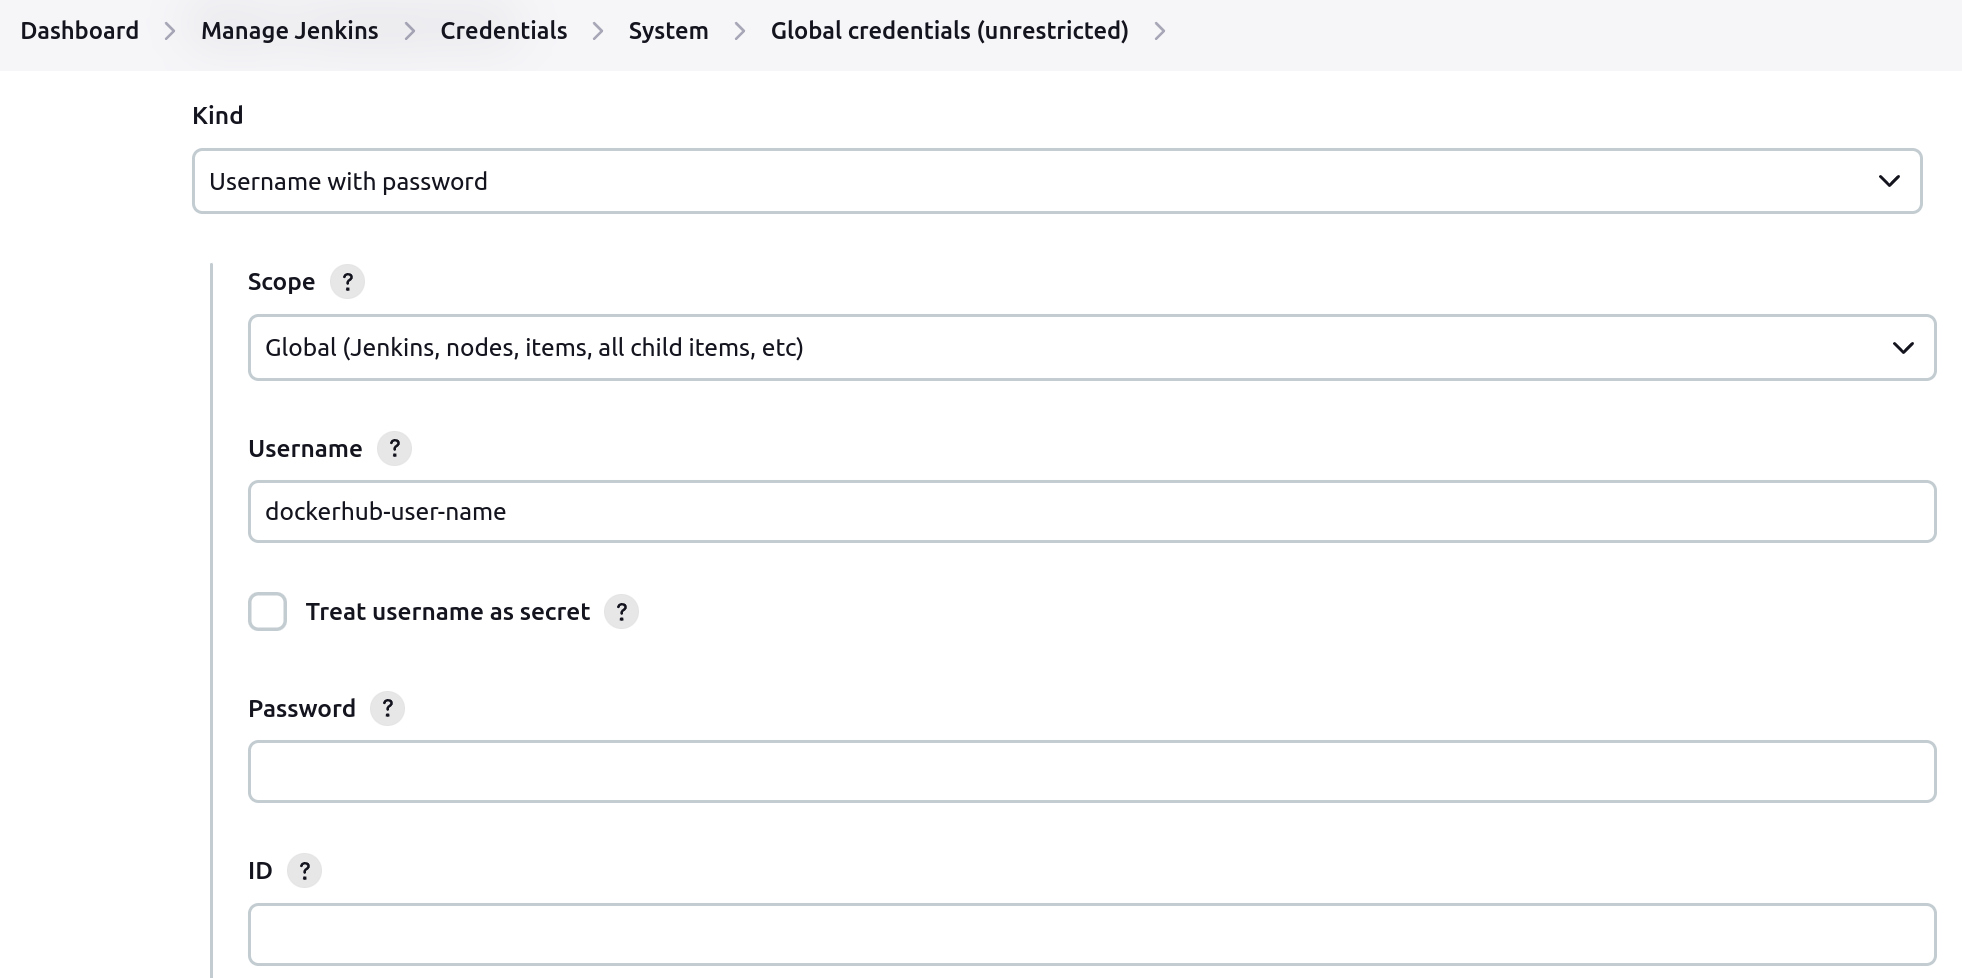 Dashboard > Manage Jenkins > Credentials > System > Global credentials (unrestricted) >
Kind
Username with password
Scope ?
Global (Jenkins, nodes, items, all child items, etc)
Username ?
dockerhub-user-name
Treat username as secret ?
Password ?
ID ?